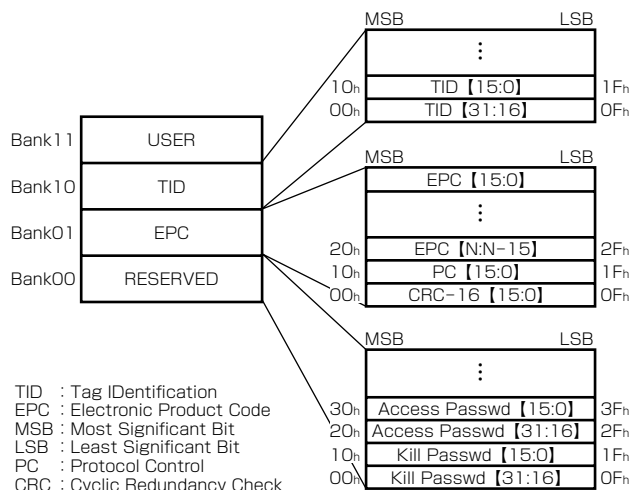 MSB LSB
⋮
10h TID【15:0】 1Fh
00h TID【31:16】 0Fh
Bank11 USER
Bank10 TID
Bank01 EPC
Bank00 RESERVED
MSB LSB
EPC【15:0】
⋮
20h EPC【N:N-15】 2Fh
10h PC【15:0】 1Fh
00h CRC-16【15:0】 0Fh
MSB LSB
⋮
30h Access Passwd【15:0】 3Fh
20h Access Passwd【31:16】 2Fh
10h Kill Passwd【15:0】 1Fh
00h Kill Passwd【31:16】 0Fh
TID : Tag IDentification
EPC : Electronic Product Code
MSB : Most Significant Bit
LSB : Least Significant Bit
PC : Protocol Control
CRC : Cyclic Redundancy Check